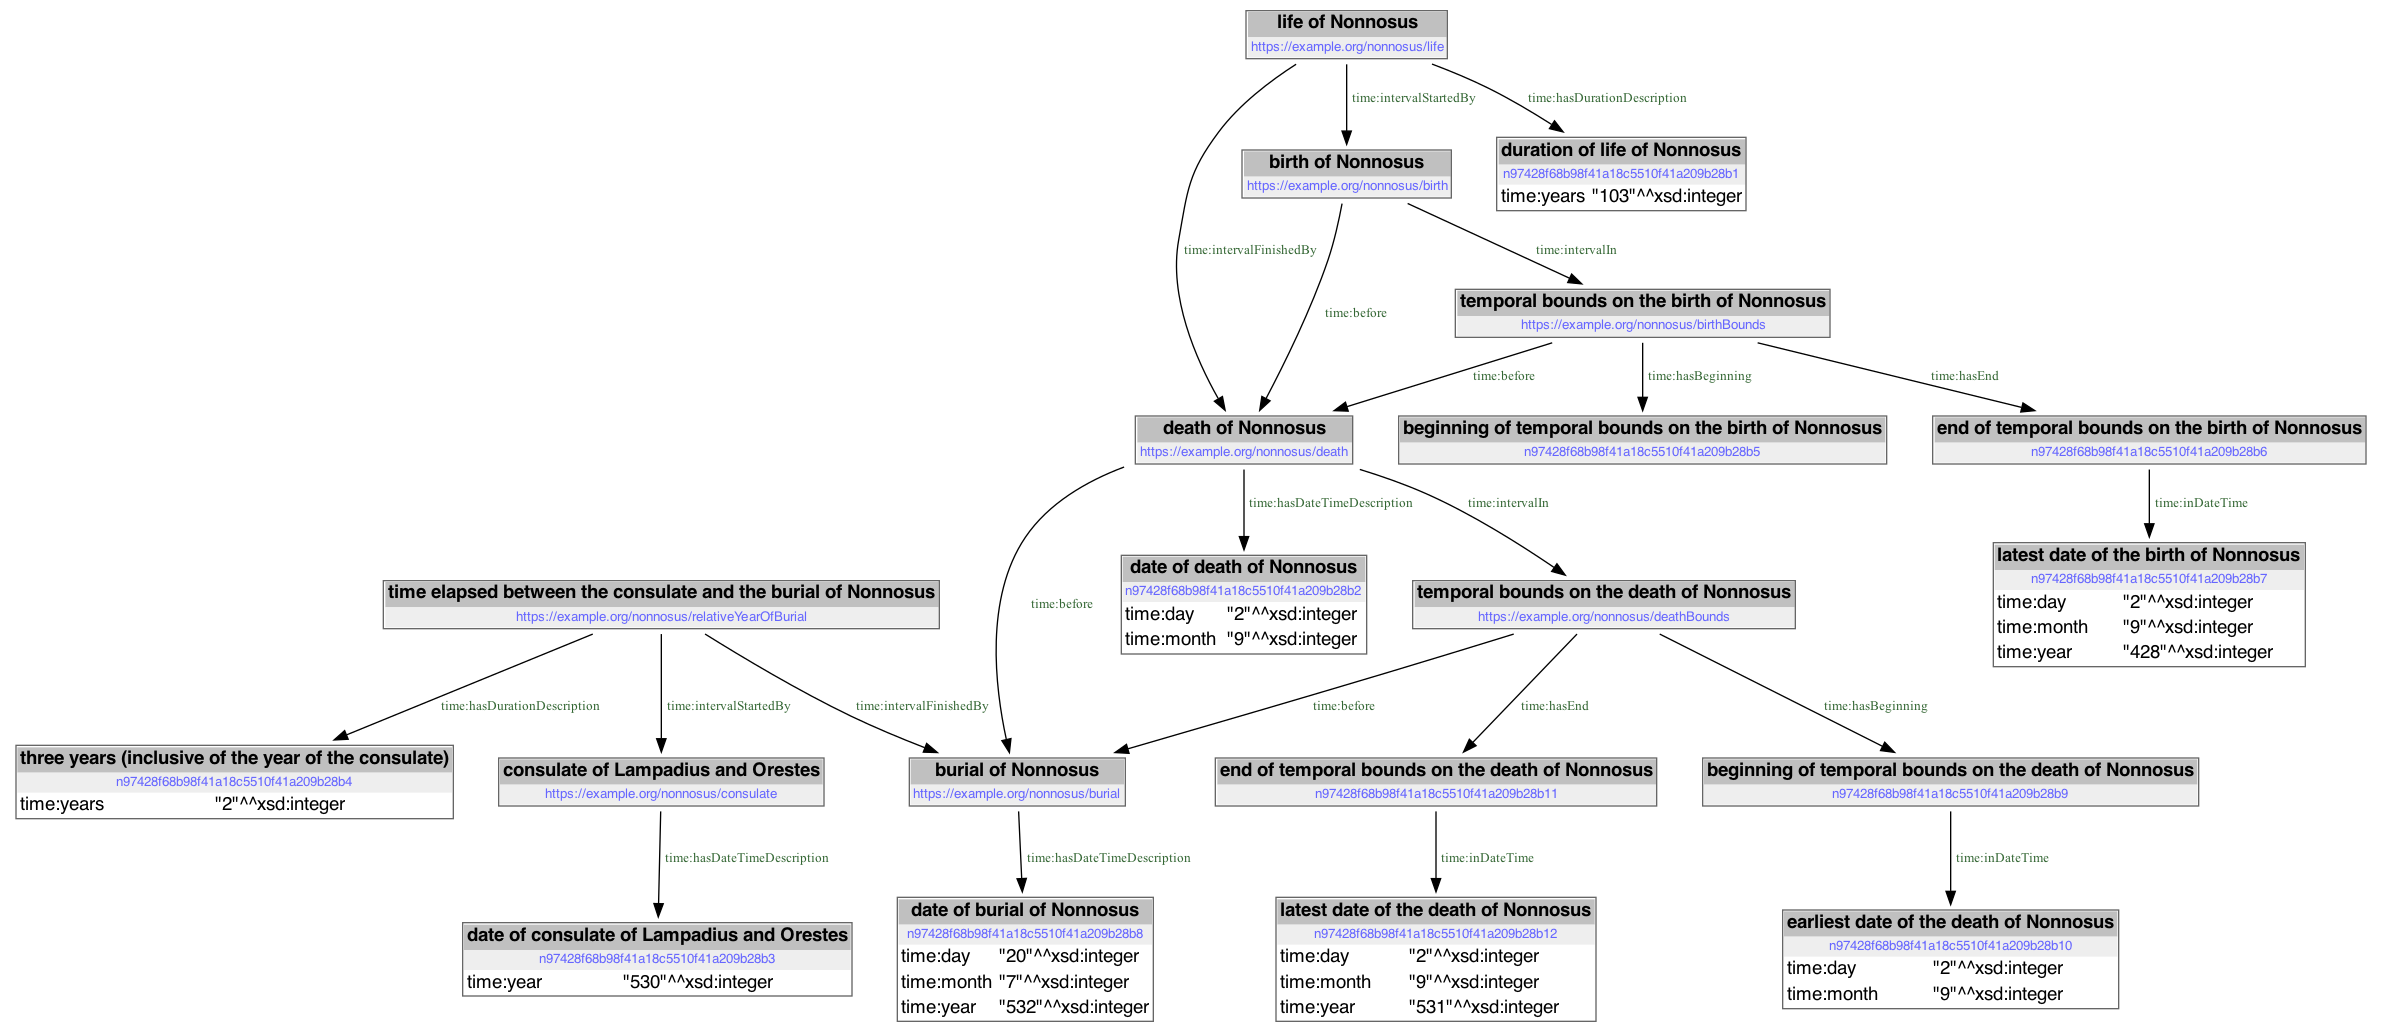 life of Nonnosus
https://example.org/nonnosus/life
time:intervalStartedBy
time:hasDurationDescription
birth of Nonnosus
https://example.org/nonnosus/birth
duration of life of Nonnosus
n97428f68b98f41a18c5510f41a209b28b1
time:years "103"^^xsd:integer
time:intervalFinishedBy
time:intervalIn
time:before
temporal bounds on the birth of Nonnosus
https://example.org/nonnosus/birthBounds
time:before
time:hasBeginning
time:hasEnd
death of Nonnosus
https://example.org/nonnosus/death
beginning of temporal bounds on the birth of Nonnosus
n97428f68b98f41a18c5510f41a209b28b5
end of temporal bounds on the birth of Nonnosus
n97428f68b98f41a18c5510f41a209b28b6
time:hasDateTimeDescription
time:intervalIn
time:inDateTime
date of death of Nonnosus
n97428f68b98f41a18c5510f41a209b28b2
time:day "2"^^xsd:integer
time:month "9"^^xsd:integer
latest date of the birth of Nonnosus
n97428f68b98f41a18c5510f41a209b28b7
time:day "2"^^xsd:integer
time:month "9"^^xsd:integer
time:year "428"^^xsd:integer
time elapsed between the consulate and the burial of Nonnosus
https://example.org/nonnosus/relativeYearOfBurial
time:before
temporal bounds on the death of Nonnosus
https://example.org/nonnosus/deathBounds
time:hasDurationDescription
time:intervalStartedBy
time:intervalFinishedBy
time:before
time:hasEnd
time:hasBeginning
three years (inclusive of the year of the consulate)
n97428f68b98f41a18c5510f41a209b28b4
time:years "2"^^xsd:integer
consulate of Lampadius and Orestes
https://example.org/nonnosus/consulate
burial of Nonnosus
https://example.org/nonnosus/burial
end of temporal bounds on the death of Nonnosus
n97428f68b98f41a18c5510f41a209b28b11
beginning of temporal bounds on the death of Nonnosus
n97428f68b98f41a18c5510f41a209b28b9
time:hasDateTimeDescription
time:hasDateTimeDescription
time:inDateTime
time:inDateTime
date of consulate of Lampadius and Orestes
n97428f68b98f41a18c5510f41a209b28b3
time:year "530"^^xsd:integer
date of burial of Nonnosus
n97428f68b98f41a18c5510f41a209b28b8
time:day "20"^^xsd:integer
time:month "7"^^xsd:integer
time:year "532"^^xsd:integer
latest date of the death of Nonnosus
n97428f68b98f41a18c5510f41a209b28b12
time:day "2"^^xsd:integer
time:month "9"^^xsd:integer
time:year "531"^^xsd:integer
earliest date of the death of Nonnosus
n97428f68b98f41a18c5510f41a209b28b10
time:day "2"^^xsd:integer
time:month "9"^^xsd:integer